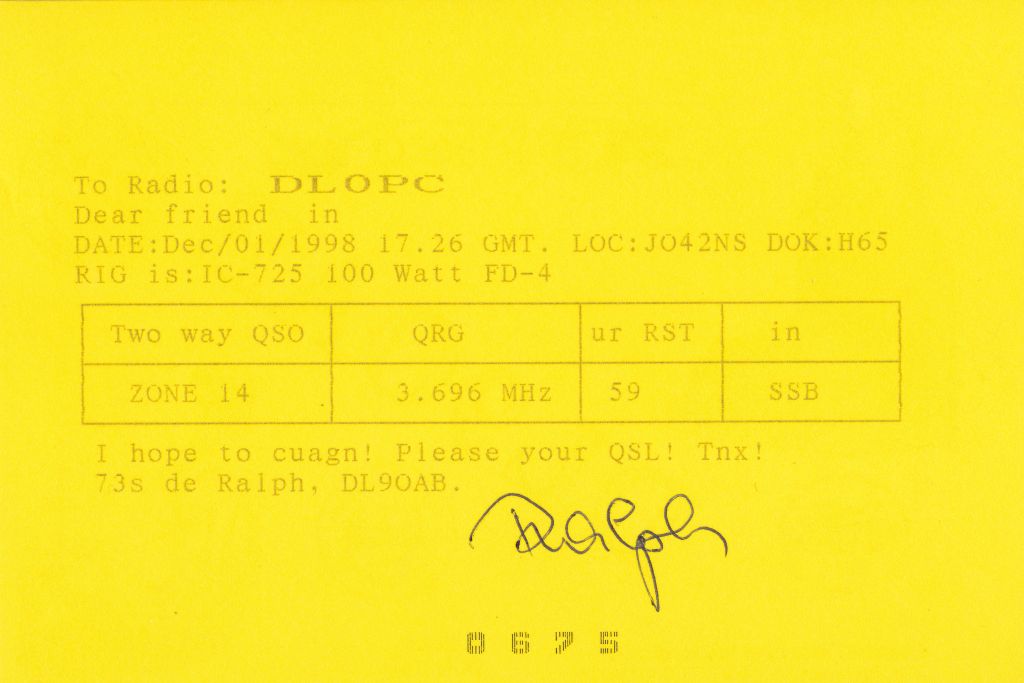 To Radio: DL0PC
Dear friend in
DATE:Dec/01/1998 17.26 GMT. LOC:JO42NS DOK:H65
RIG is:IC-725 100 Watt FD-4
Two way QSO QRG ur RST in
ZONE 14 3.696 MHz 59 SSB
I hope to cuagn! Please your QSL! Tnx!
73s de Ralph, DL9OAB.
Ralph
0675